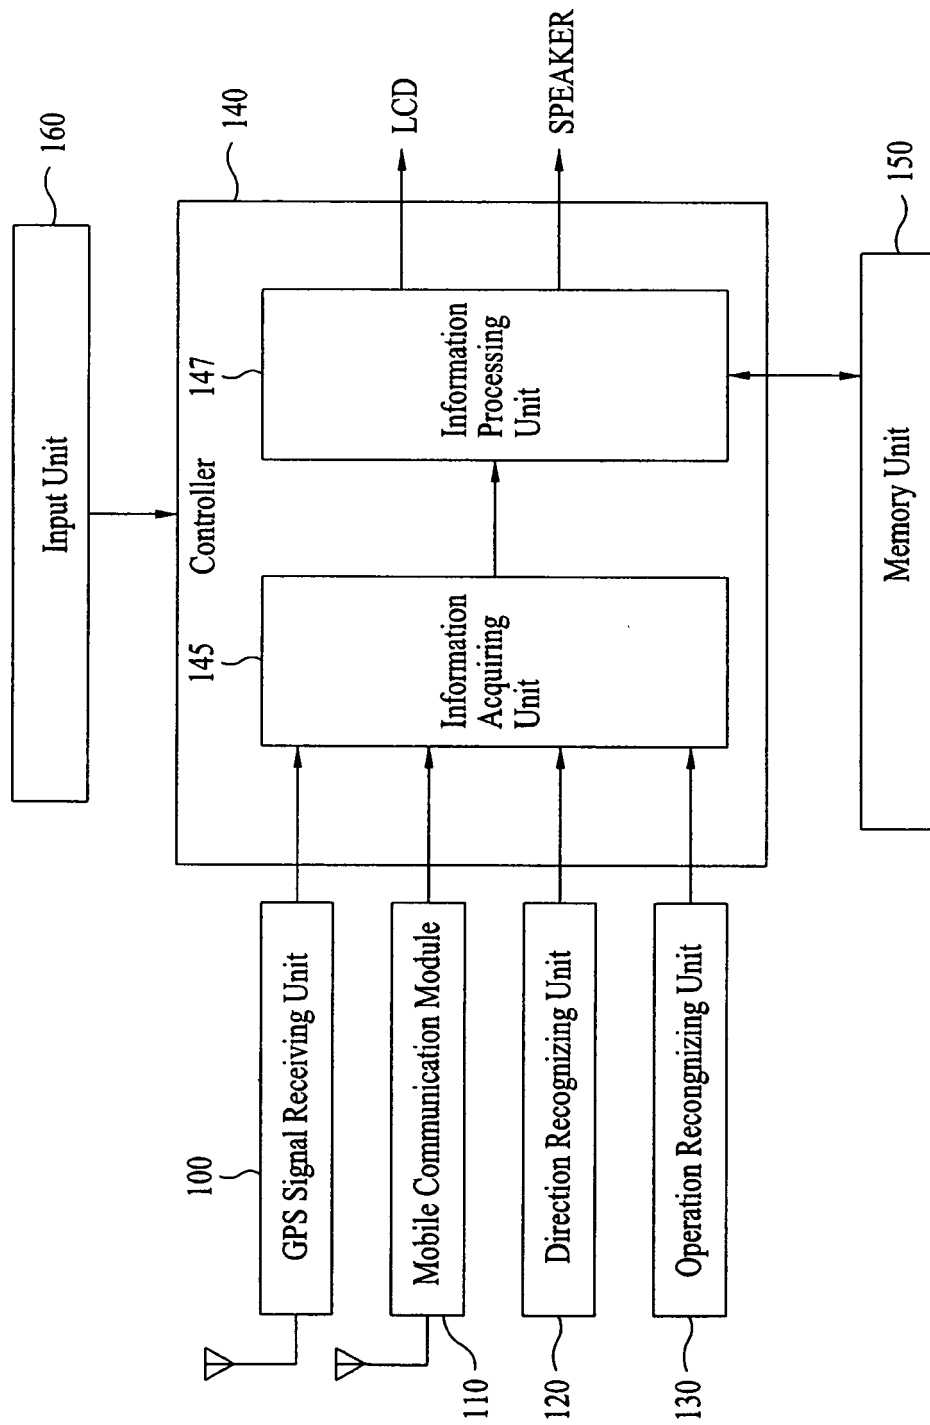 160
Input Unit
140
Controller
145
147
Information
Acquiring
Unit
Information
Processing
Unit
LCD
SPEAKER
100
GPS Signal Receiving Unit
Mobile Communication Module
110
Direction Recognizing Unit
120
Operation Recongnizing Unit
130
150
Memory Unit